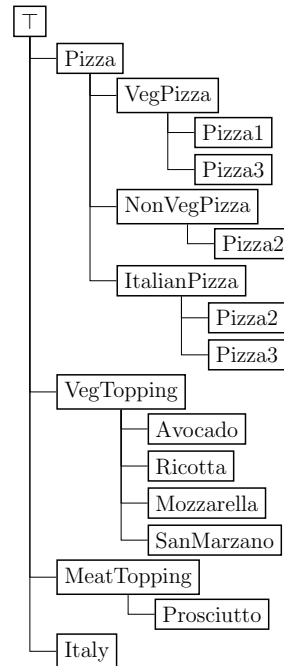 ⊤
Pizza
VegPizza
Pizza1
Pizza3
NonVegPizza
Pizza2
ItalianPizza
Pizza2
Pizza3
VegTopping
Avocado
Ricotta
Mozzarella
SanMarzano
MeatTopping
Prosciutto
Italy